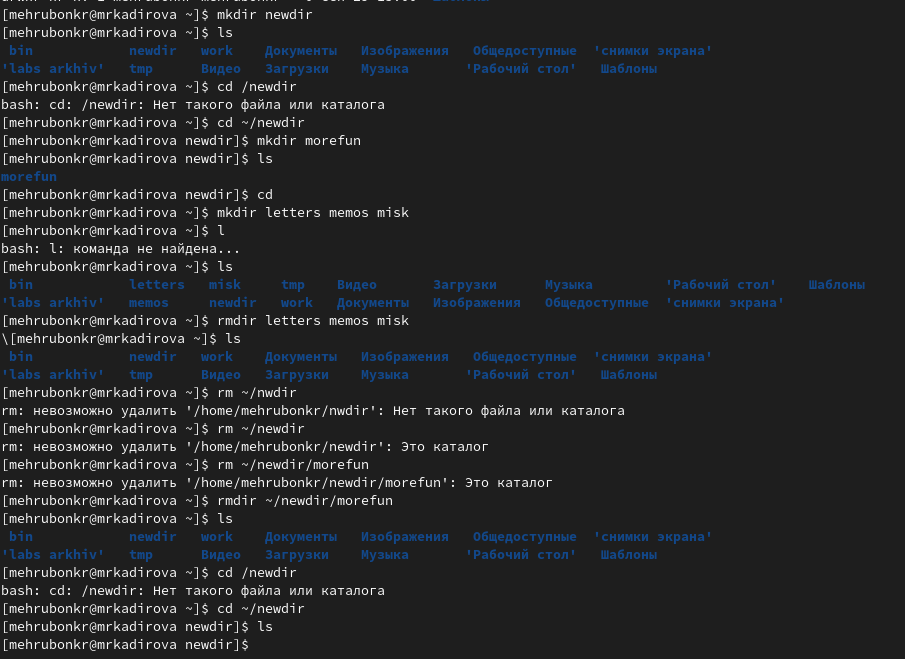 [mehrubonkr@mrkadirova ~]$ mkdir newdir
[mehrubonkr@mrkadirova ~]$ ls
bin newdir work Документы Изображения Общедоступные 'снимки экрана'
'labs arkhiv' tmp Видео Загрузки Музыка 'Рабочий стол' Шаблоны
[mehrubonkr@mrkadirova ~]$ cd /newdir
bash: cd: /newdir: Нет такого файла или каталога
[mehrubonkr@mrkadirova ~]$ cd ~/newdir
[mehrubonkr@mrkadirova newdir]$ mkdir morefun
[mehrubonkr@mrkadirova newdir]$ ls
morefun
[mehrubonkr@mrkadirova newdir]$ cd
[mehrubonkr@mrkadirova ~]$ mkdir letters memos misk
[mehrubonkr@mrkadirova ~]$ l
bash: l: команда не найдена...
[mehrubonkr@mrkadirova ~]$ ls
bin letters misk tmp Видео Загрузки Музыка 'Рабочий стол' Шаблоны
'labs arkhiv' memos newdir work Документы Изображения Общедоступные 'снимки экрана'
[mehrubonkr@mrkadirova ~]$ rmdir letters memos misk
\[mehrubonkr@mrkadirova ~]$ ls
bin newdir work Документы Изображения Общедоступные 'снимки экрана'
'labs arkhiv' tmp Видео Загрузки Музыка 'Рабочий стол' Шаблоны
[mehrubonkr@mrkadirova ~]$ rm ~/nwdir
rm: невозможно удалить '/home/mehrubonkr/nwdir': Нет такого файла или каталога
[mehrubonkr@mrkadirova ~]$ rm ~/newdir
rm: невозможно удалить '/home/mehrubonkr/newdir': Это каталог
[mehrubonkr@mrkadirova ~]$ rm ~/newdir/morefun
rm: невозможно удалить '/home/mehrubonkr/newdir/morefun': Это каталог
[mehrubonkr@mrkadirova ~]$ rmdir ~/newdir/morefun
[mehrubonkr@mrkadirova ~]$ ls
bin newdir work Документы Изображения Общедоступные 'снимки экрана'
'labs arkhiv' tmp Видео Загрузки Музыка 'Рабочий стол' Шаблоны
[mehrubonkr@mrkadirova ~]$ cd /newdir
bash: cd: /newdir: Нет такого файла или каталога
[mehrubonkr@mrkadirova ~]$ cd ~/newdir
[mehrubonkr@mrkadirova newdir]$ ls
[mehrubonkr@mrkadirova newdir]$